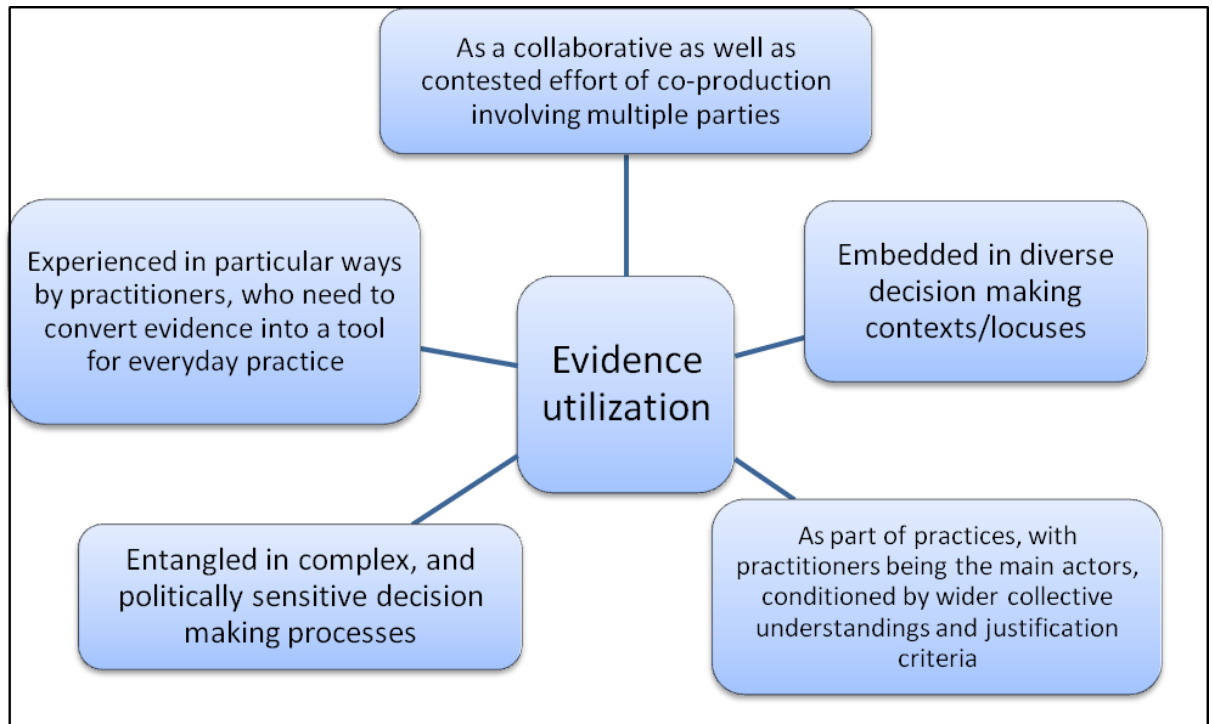 As a collaborative as well as
contested effort of co-production
involving multiple parties
Experienced in particular ways
by practitioners, who need to
convert evidence into a tool
for everyday practice
Embedded in diverse
decision making
contexts/locuses
Evidence
utilization
Entangled in complex, and
politically sensitive decision
making processes
As part of practices, with
practitioners being the main actors,
conditioned by wider collective
understandings and justification
criteria